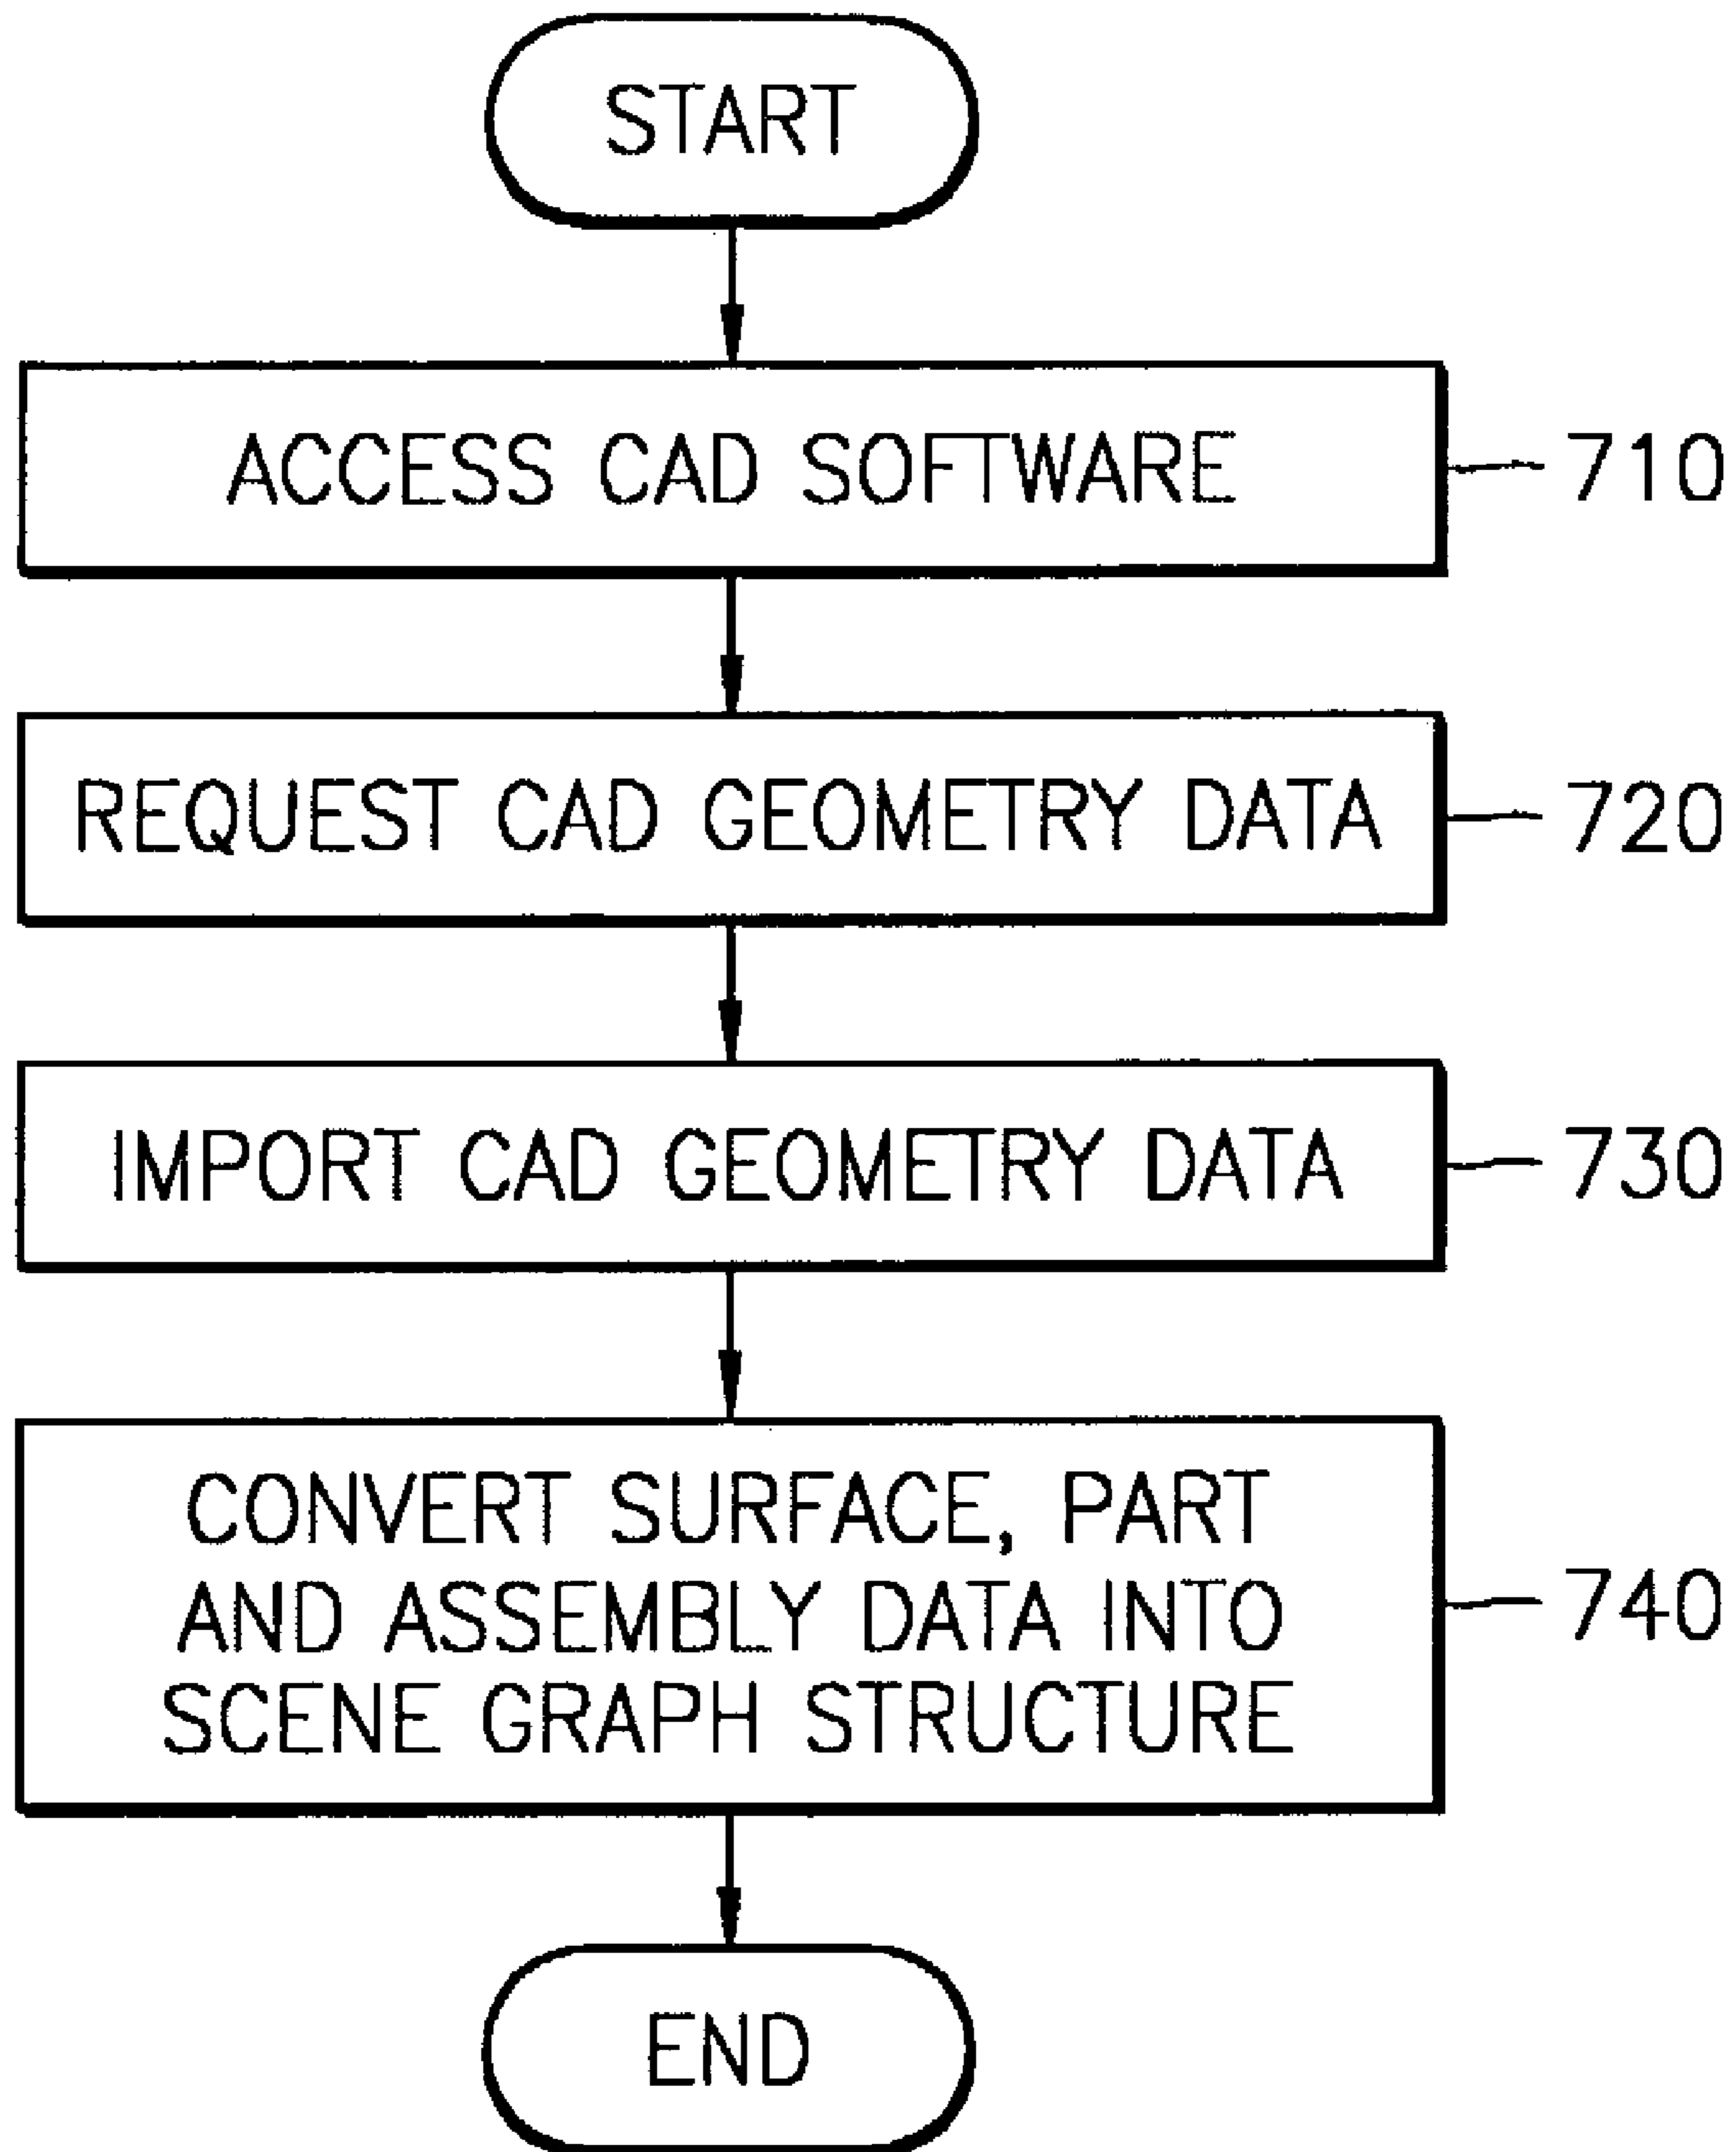 START
ACCESS CAD SOFTWARE
710
REQUEST CAD GEOMETRY DATA
720
IMPORT CAD GEOMETRY DATA
730
CONVERT SURFACE, PART
AND ASSEMBLY DATA INTO
SCENE GRAPH STRUCTURE
740
END